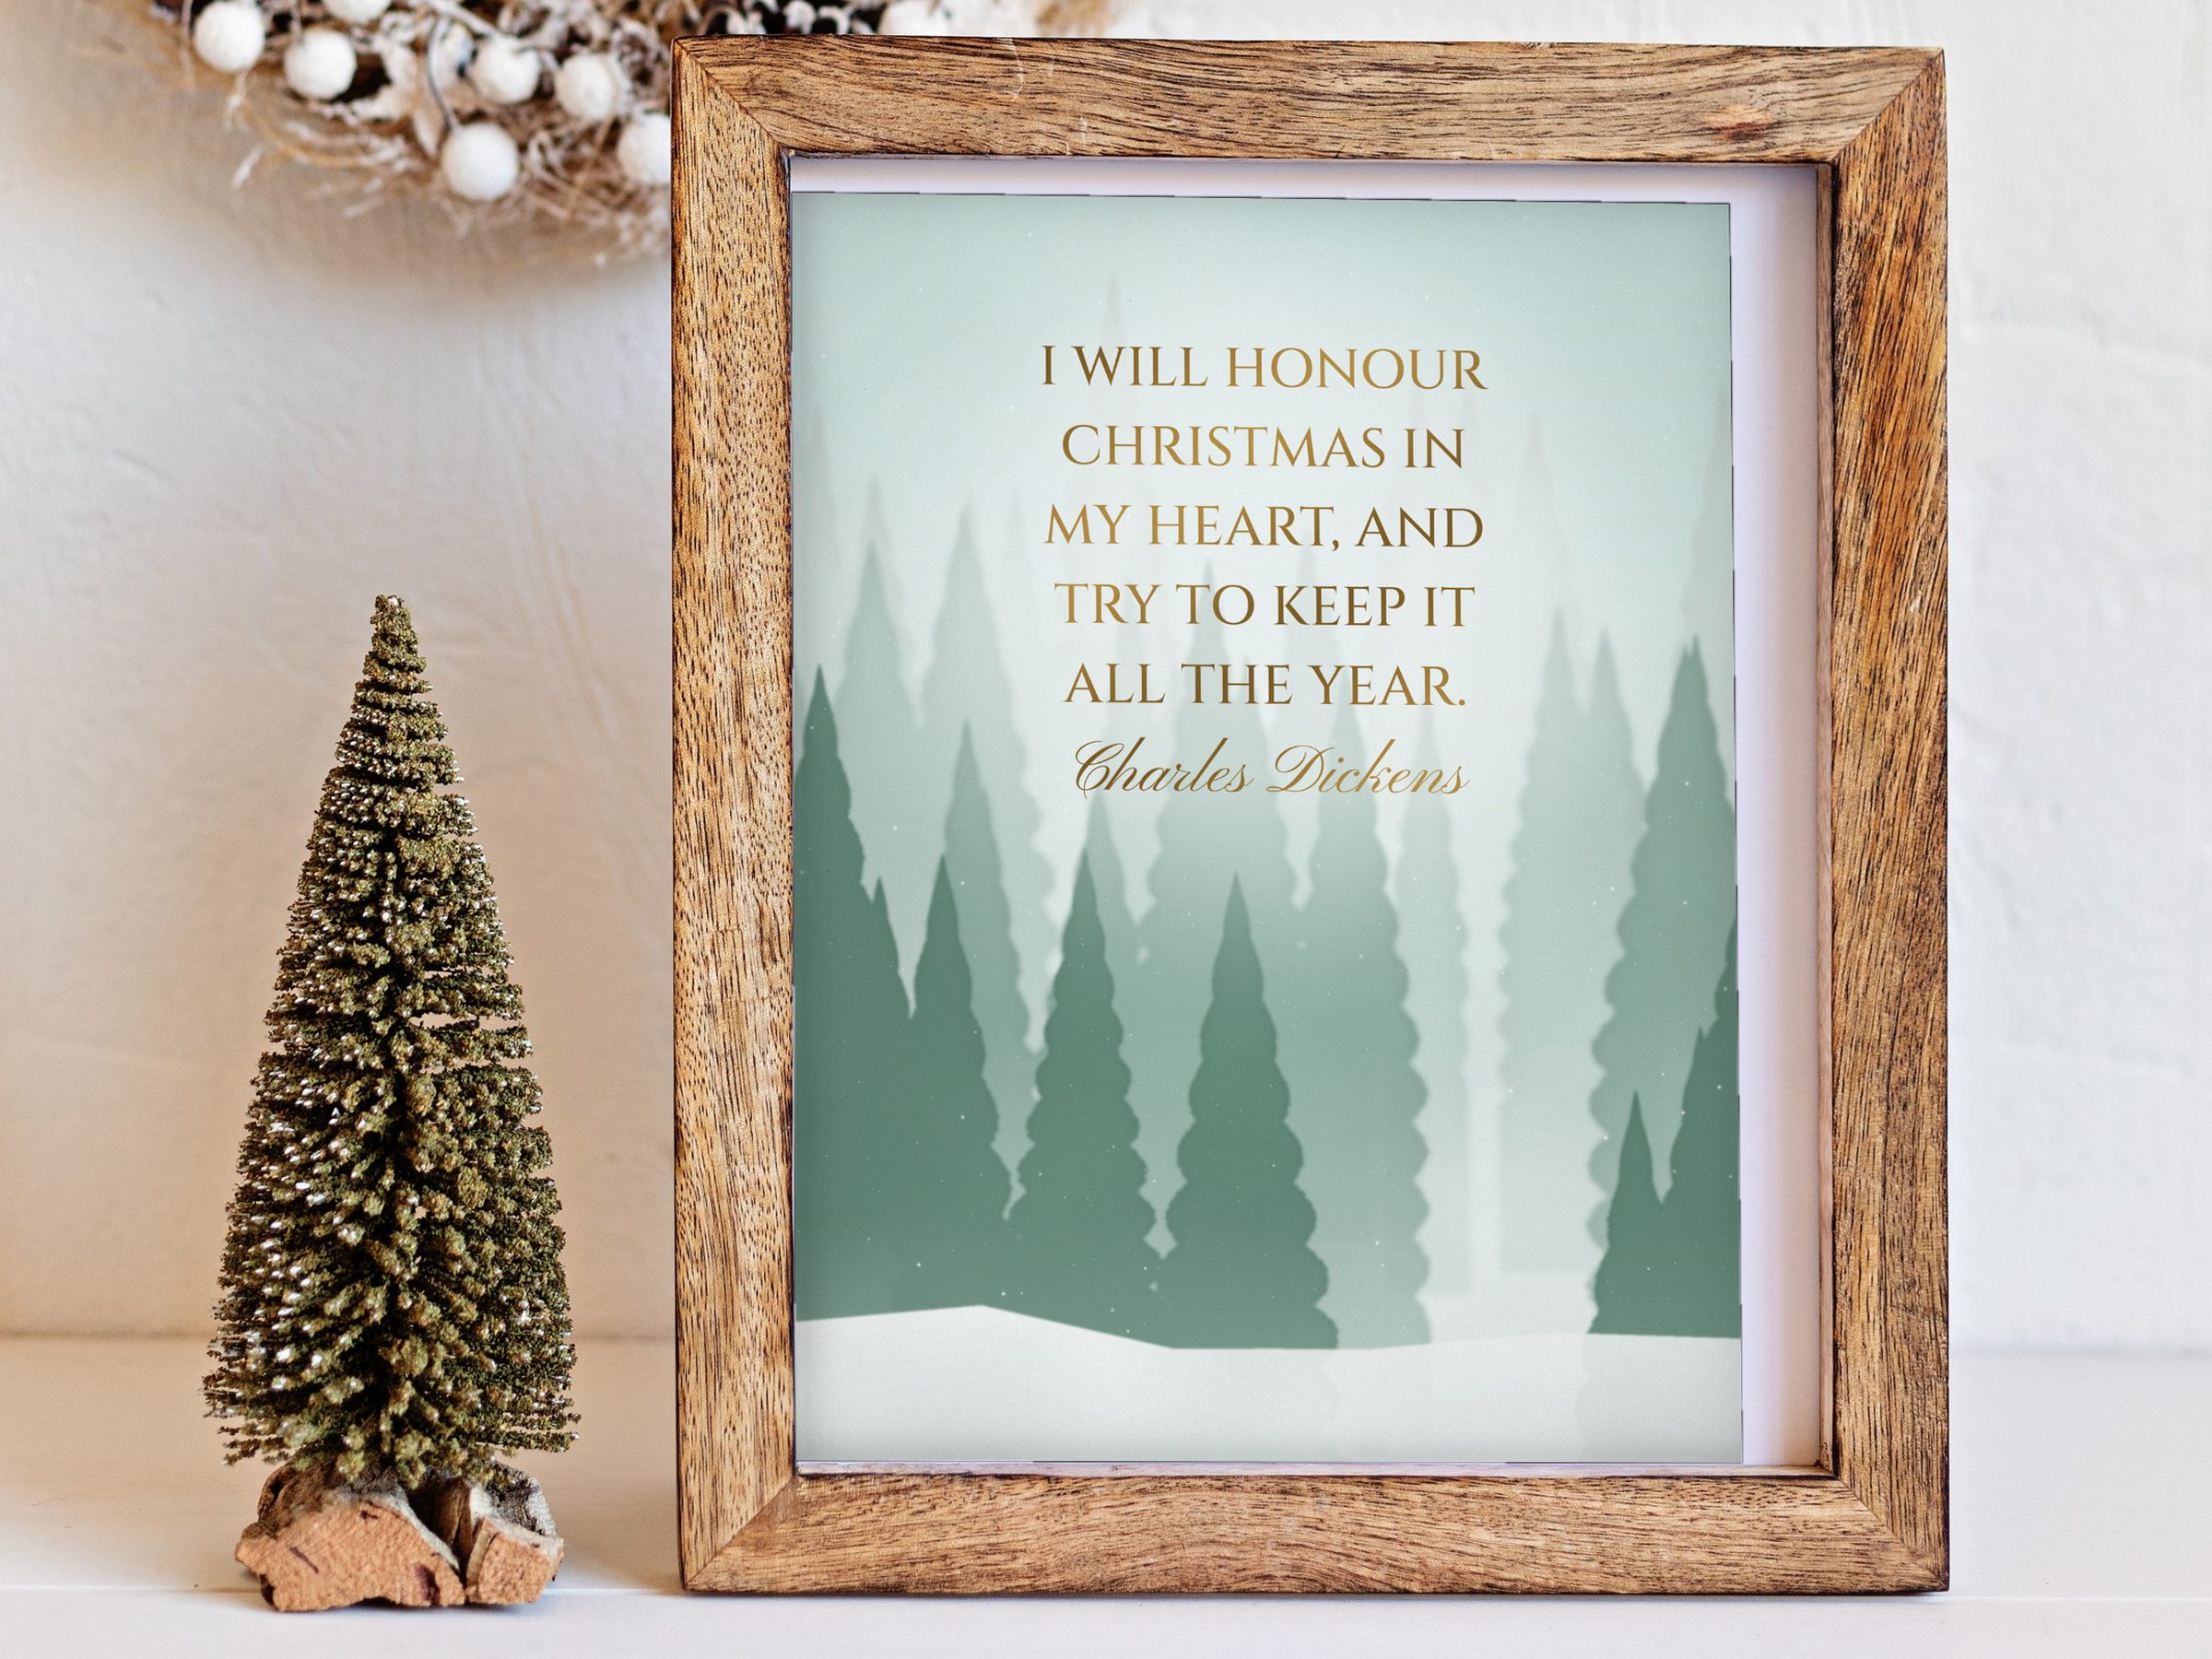 I WILL HONOUR
CHRISTMAS IN
MY HEART, AND
TRY TO KEEP IT
ALL THE YEAR.
Charles Dickens